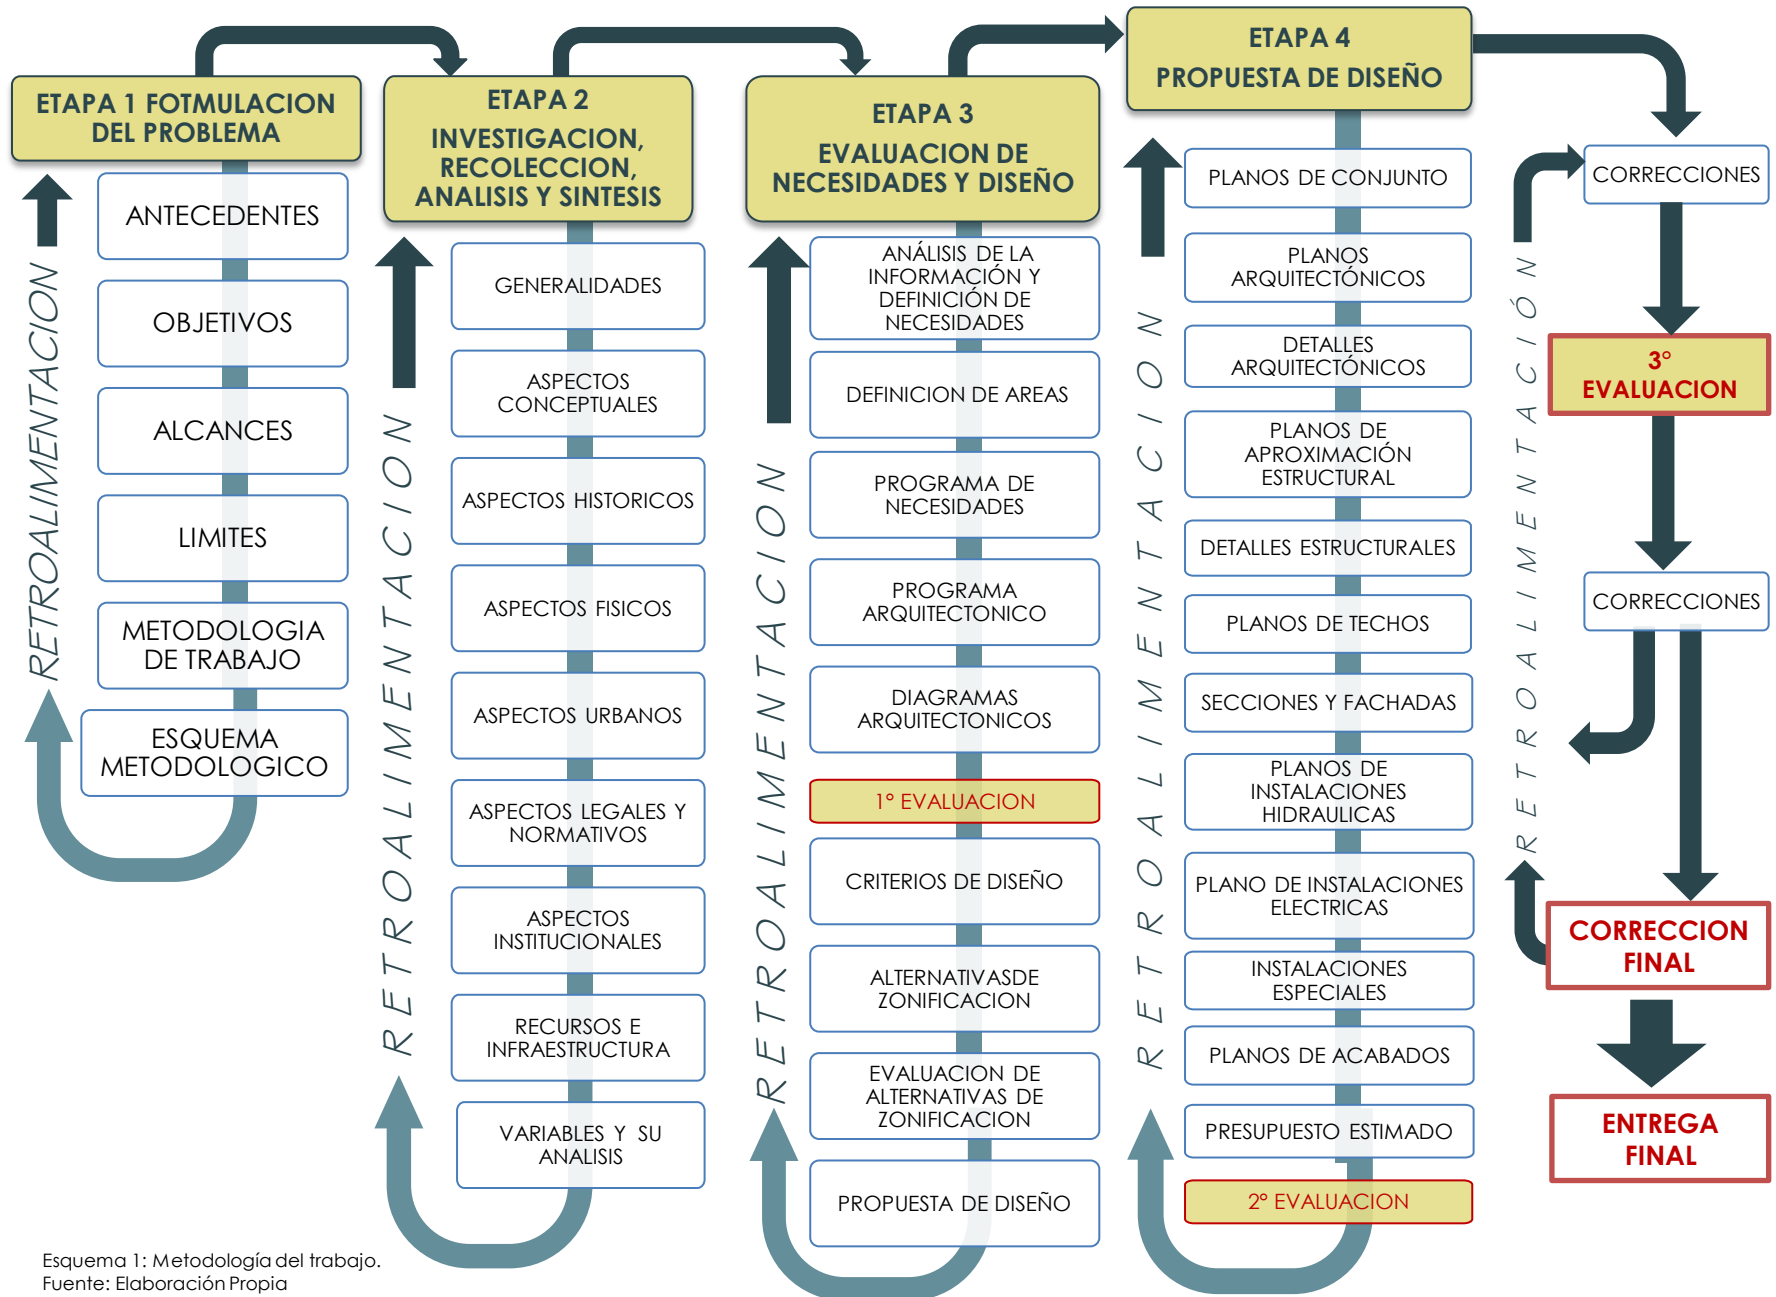 ETAPA 1 FOTMULACION
DEL PROBLEMA
RETROALIMENTACION
ANTECEDENTES
OBJETIVOS
ALCANCES
LIMITES
METODOLOGIA
DE TRABAJO
ESQUEMA
METODOLOGICO
ETAPA 2
INVESTIGACION,
RECOLECCION,
ANALISIS Y SINTESIS
RETROALIMENTACION
GENERALIDADES
ASPECTOS
CONCEPTUALES
ASPECTOS HISTORICOS
ASPECTOS FISICOS
ASPECTOS URBANOS
ASPECTOS LEGALES Y
NORMATIVOS
ASPECTOS
INSTITUCIONALES
RECURSOS E
INFRAESTRUCTURA
VARIABLES Y SU
ANALISIS
ETAPA 3
EVALUACION DE
NECESIDADES Y DISEÑO
RETROALIMENTACION
ANÁLISIS DE LA
INFORMACIÓN Y
DEFINICIÓN DE
NECESIDADES
DEFINICION DE AREAS
PROGRAMA DE
NECESIDADES
PROGRAMA
ARQUITECTONICO
DIAGRAMAS
ARQUITECTONICOS
1° EVALUACION
CRITERIOS DE DISEÑO
ALTERNATIVASDE
ZONIFICACION
EVALUACION DE
ALTERNATIVAS DE
ZONIFICACION
PROPUESTA DE DISEÑO
ETAPA 4
PROPUESTA DE DISEÑO
RETROALIMENTACION
PLANOS DE CONJUNTO
PLANOS
ARQUITECTÓNICOS
DETALLES
ARQUITECTÓNICOS
PLANOS DE
APROXIMACIÓN
ESTRUCTURAL
DETALLES ESTRUCTURALES
PLANOS DE TECHOS
SECCIONES Y FACHADAS
PLANOS DE
INSTALACIONES
HIDRAULICAS
PLANO DE INSTALACIONES
ELECTRICAS
INSTALACIONES
ESPECIALES
PLANOS DE ACABADOS
PRESUPUESTO ESTIMADO
2° EVALUACION
RETROALIMENTACIÓN
CORRECCIONES
3°
EVALUACION
CORRECCIONES
CORRECCION
FINAL
ENTREGA
FINAL
Esquema 1: Metodología del trabajo.
Fuente: Elaboración Propia